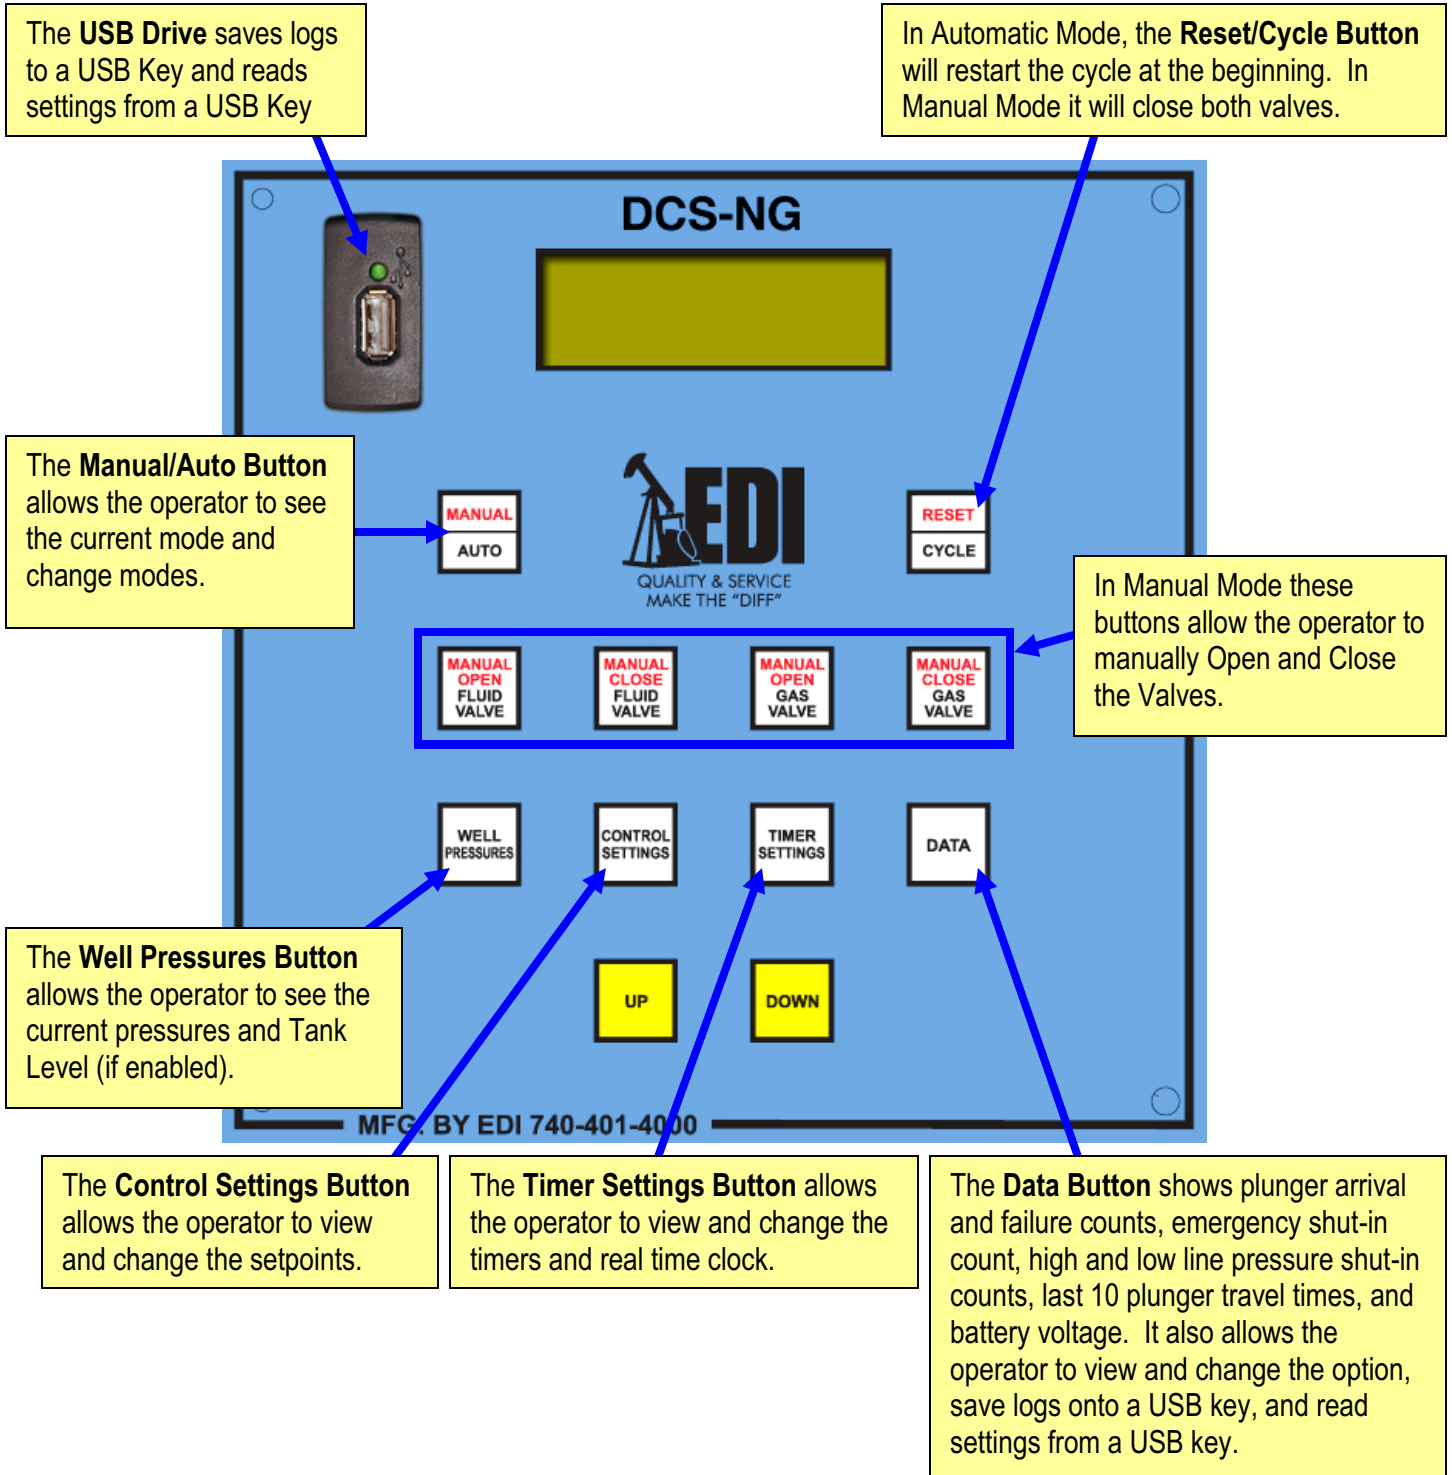 The USB Drive saves logs
to a USB Key and reads
settings from a USB Key
In Automatic Mode, the Reset/Cycle Button
will restart the cycle at the beginning.  In
Manual Mode it will close both valves.
DCS-NG
The Manual/Auto Button
allows the operator to see
the current mode and
change modes.
MANUAL
AUTO
EDI
QUALITY & SERVICE
MAKE THE "DIFF"
RESET
CYCLE
In Manual Mode these
buttons allow the operator to
manually Open and Close
the Valves.
MANUAL
OPEN
FLUID
VALVE
MANUAL
CLOSE
FLUID
VALVE
MANUAL
OPEN
GAS
VALVE
MANUAL
CLOSE
GAS
VALVE
WELL
PRESSURES
CONTROL
SETTINGS
TIMER
SETTINGS
DATA
The Well Pressures Button
allows the operator to see the
current pressures and Tank
Level (if enabled).
UP
DOWN
MFG. BY EDI 740-401-4000
The Control Settings Button
allows the operator to view
and change the setpoints.
The Timer Settings Button allows
the operator to view and change the
timers and real time clock.
The Data Button shows plunger arrival
and failure counts, emergency shut-in
count, high and low line pressure shut-in
counts, last 10 plunger travel times, and
battery voltage.  It also allows the
operator to view and change the option,
save logs onto a USB key, and read
settings from a USB key.